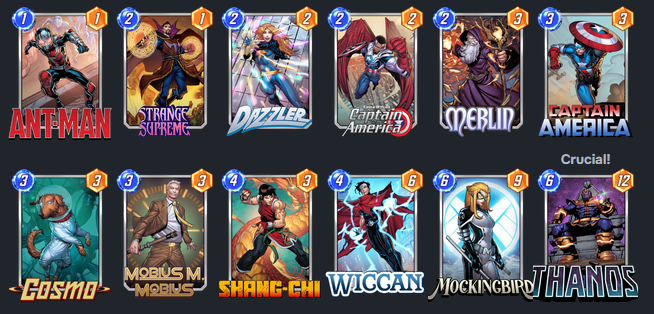 1 1
ANT-MAN
2 1
STRANGE
SUPREME
2 2
DAZZLER
2 2
Captain
America
2 3
MERLIN
3 3
CAPTAIN
AMERICA
Crucial!
3 3
COSMO
3 3
MOBIUS M.
MOBIUS
4 3
SHANG-CHI
4 6
WICCAN
6 9
MOCKINGBIRD
6 12
THANOS